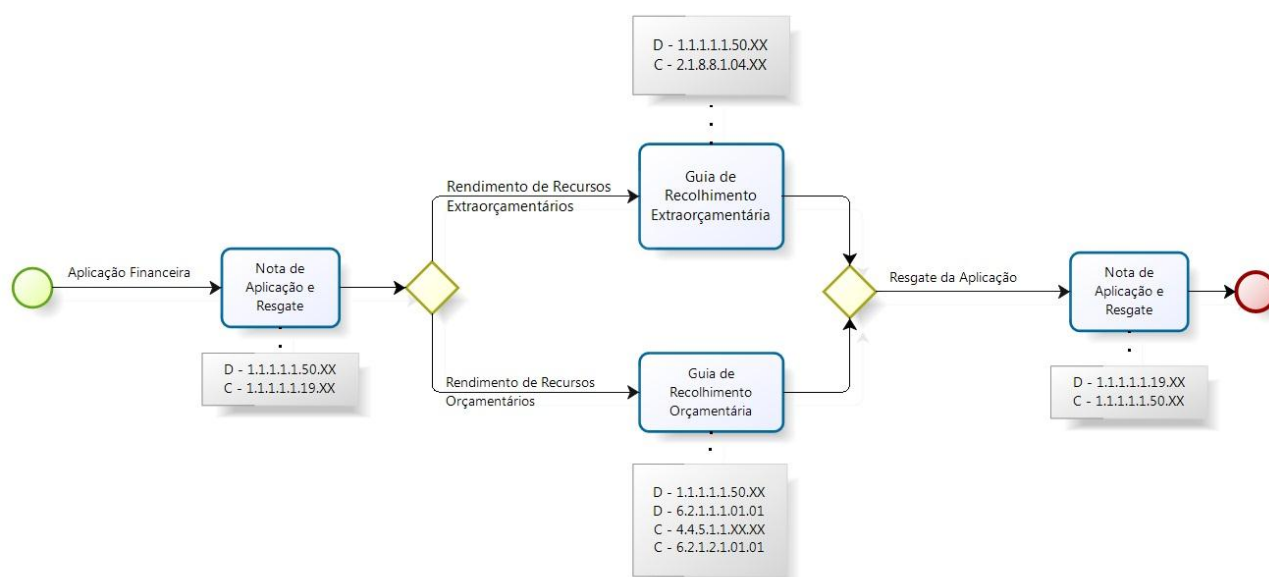 D - 1.1.1.1.1.50.XX
C - 2.1.8.8.1.04.XX
Guia de
Recolhimento
Extraorçamentária
Rendimento de Recursos
Extraorçamentários
Aplicação Financeira
Nota de
Aplicação e
Resgate
D - 1.1.1.1.1.50.XX
C - 1.1.1.1.1.19.XX
Resgate da Aplicação
Nota de
Aplicação e
Resgate
D - 1.1.1.1.1.19.XX
C - 1.1.1.1.1.50.XX
Rendimento de Recursos
Orçamentários
Guia de
Recolhimento
Orçamentária
D - 1.1.1.1.1.50.XX
D - 6.2.1.1.1.01.01
C - 4.4.5.1.1.XX.XX
C - 6.2.1.2.1.01.01